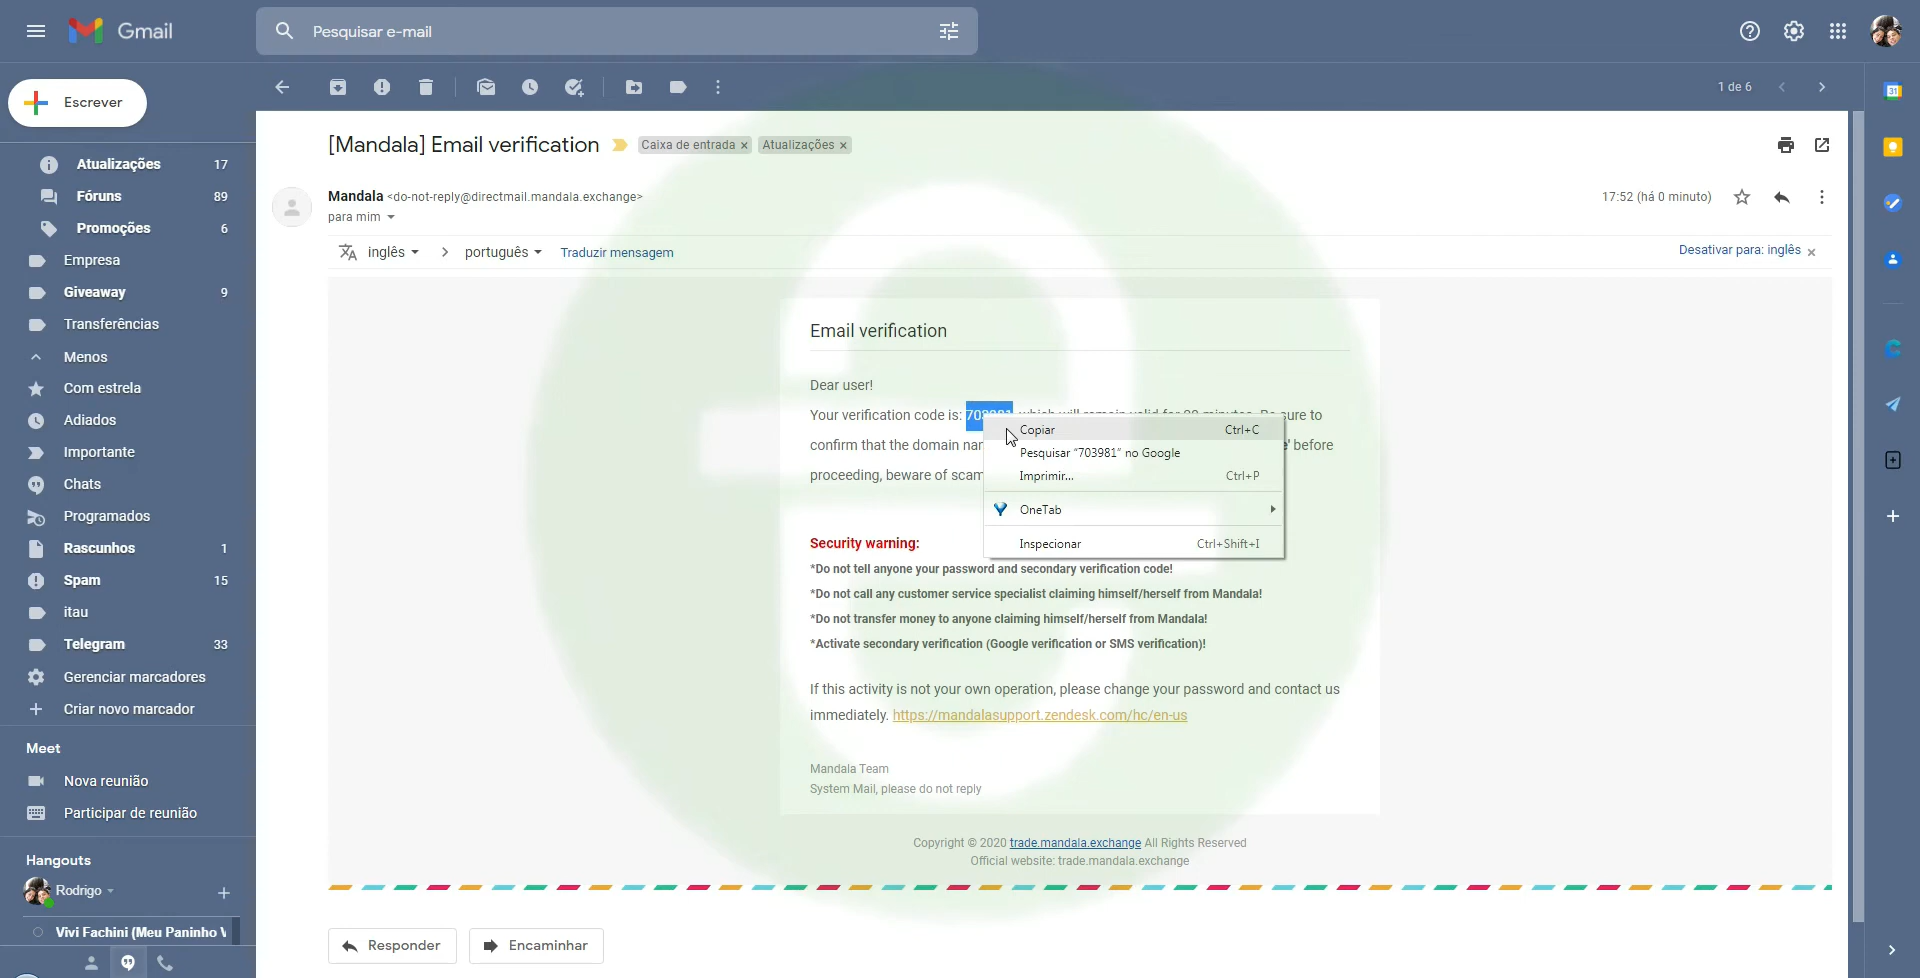 Gmail
Pesquisar e-mail
Escrever
1 de 6
Atualizações 17
Fóruns 89
Promoções 6
Empresa
Giveaway 9
Transferências
Menos
Com estrela
Adiados
Importante
Chats
Programados
Rascunhos 1
Spam 15
itau
Telegram 33
Gerenciar marcadores
Criar novo marcador
Meet
Nova reunião
Participar de reunião
Hangouts
Rodrigo
Vivi Fachini (Meu Paninho
[Mandala] Email verification Caixa de entrada x Atualizações x
Mandala <do-not-reply@directmail.mandala.exchange> 17:52 (há 0 minuto)
para mim
inglês > português Traduzir mensagem Desativar para: inglês x
Email verification
Dear user!
Your verification code is: 703981 which will remain valid for minutes. Be sure to
confirm that the domain before
proceeding, beware of
Copiar Ctrl+C
Pesquisar “703981” no Google
Imprimir... Ctrl+P
OneTab
Inspecionar Ctrl+Shift+I
Security warning:
*Do not tell anyone your password and secondary verification code!
*Do not call any customer service specialist claiming himself/herself from Mandala!
*Do not transfer money to anyone claiming himself/herself from Mandala!
*Activate secondary verification (Google verification or SMS verification)!
If this activity is not your own operation, please change your password and contact us
immediately. https://mandalasupport.zendesk.com/hc/en-us
Mandala Team
System Mail, please do not reply
Copyright © 2020 trade.mandala.exchange All Rights Reserved
Official website: trade.mandala.exchange
Responder
Encaminhar
31